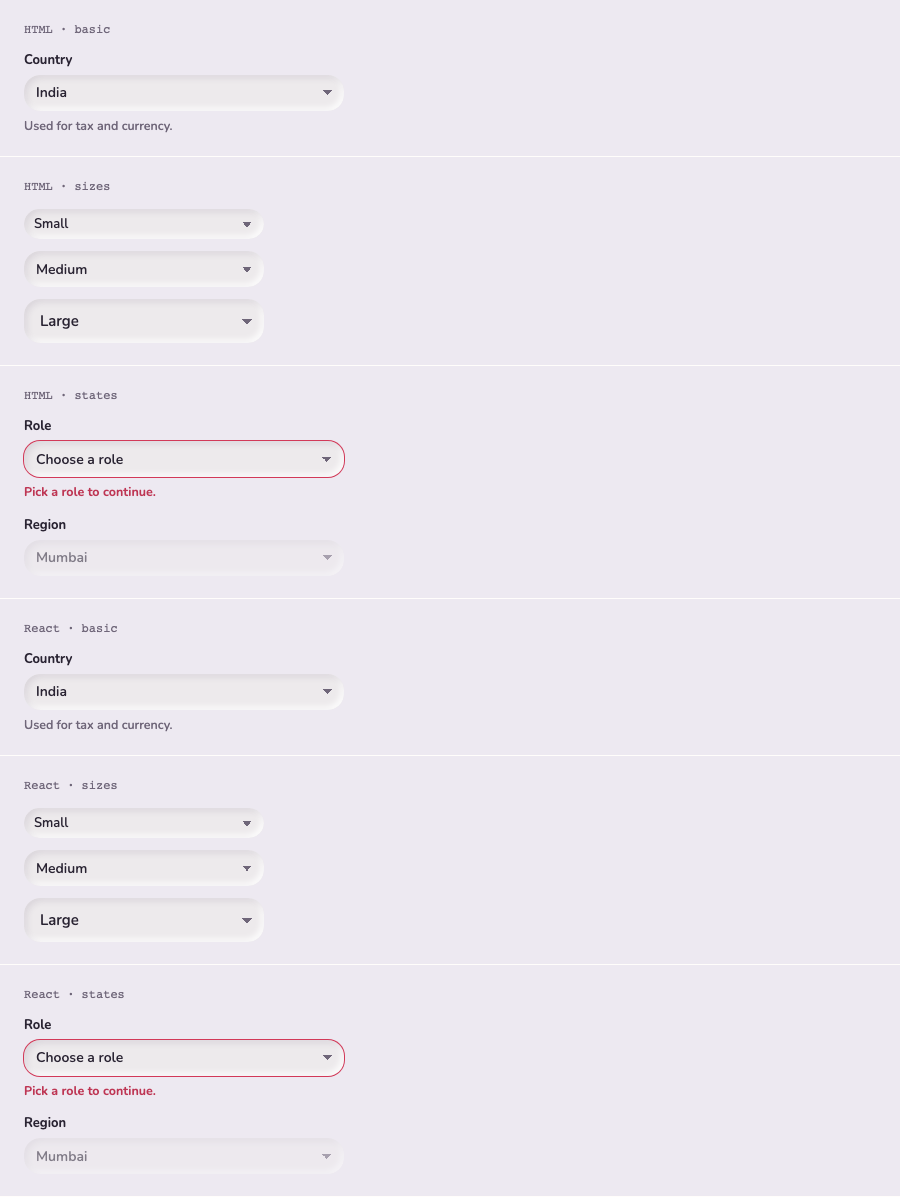 HTML · basic
Country
India
Used for tax and currency.
HTML · sizes
Small
Medium
Large
HTML · states
Role
Choose a role
Pick a role to continue.
Region
Mumbai
React · basic
Country
India
Used for tax and currency.
React · sizes
Small
Medium
Large
React · states
Role
Choose a role
Pick a role to continue.
Region
Mumbai